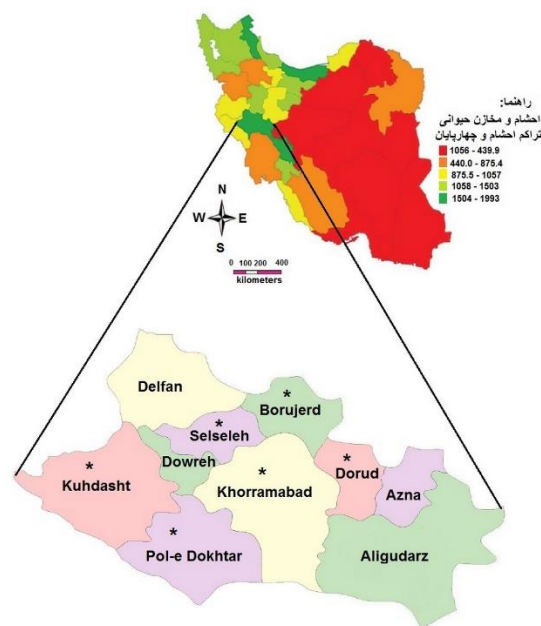 راهنما:
احشام و مخازن حیوانی
تراکم احشام و چهارپایان
1056 - 439.9
440.0 - 875.4
875.5 - 1057
1058 - 1503
1504 - 1993
N
W E
S
0 100 200 400
kilometers
Delfan
* Borujerd
* Selseleh
Dowreh
* Kuhdasht
* Khorramabad
* Dorud
Azna
* Pol-e Dokhtar
Aligudarz